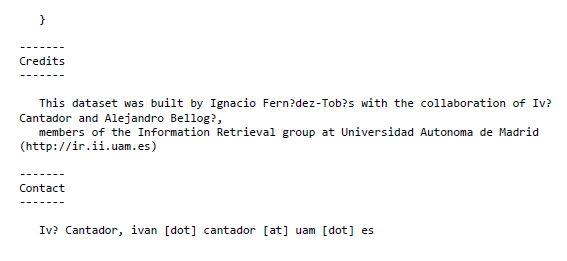 }
-------
Credits
-------
This dataset was built by Ignacio Fern?dez-Tob?s with the collaboration of Iv?
Cantador and Alejandro Bellog?,
members of the Information Retrieval group at Universidad Autonoma de Madrid
(http://ir.ii.uam.es)
-------
Contact
-------
Iv? Cantador, ivan [dot] cantador [at] uam [dot] es